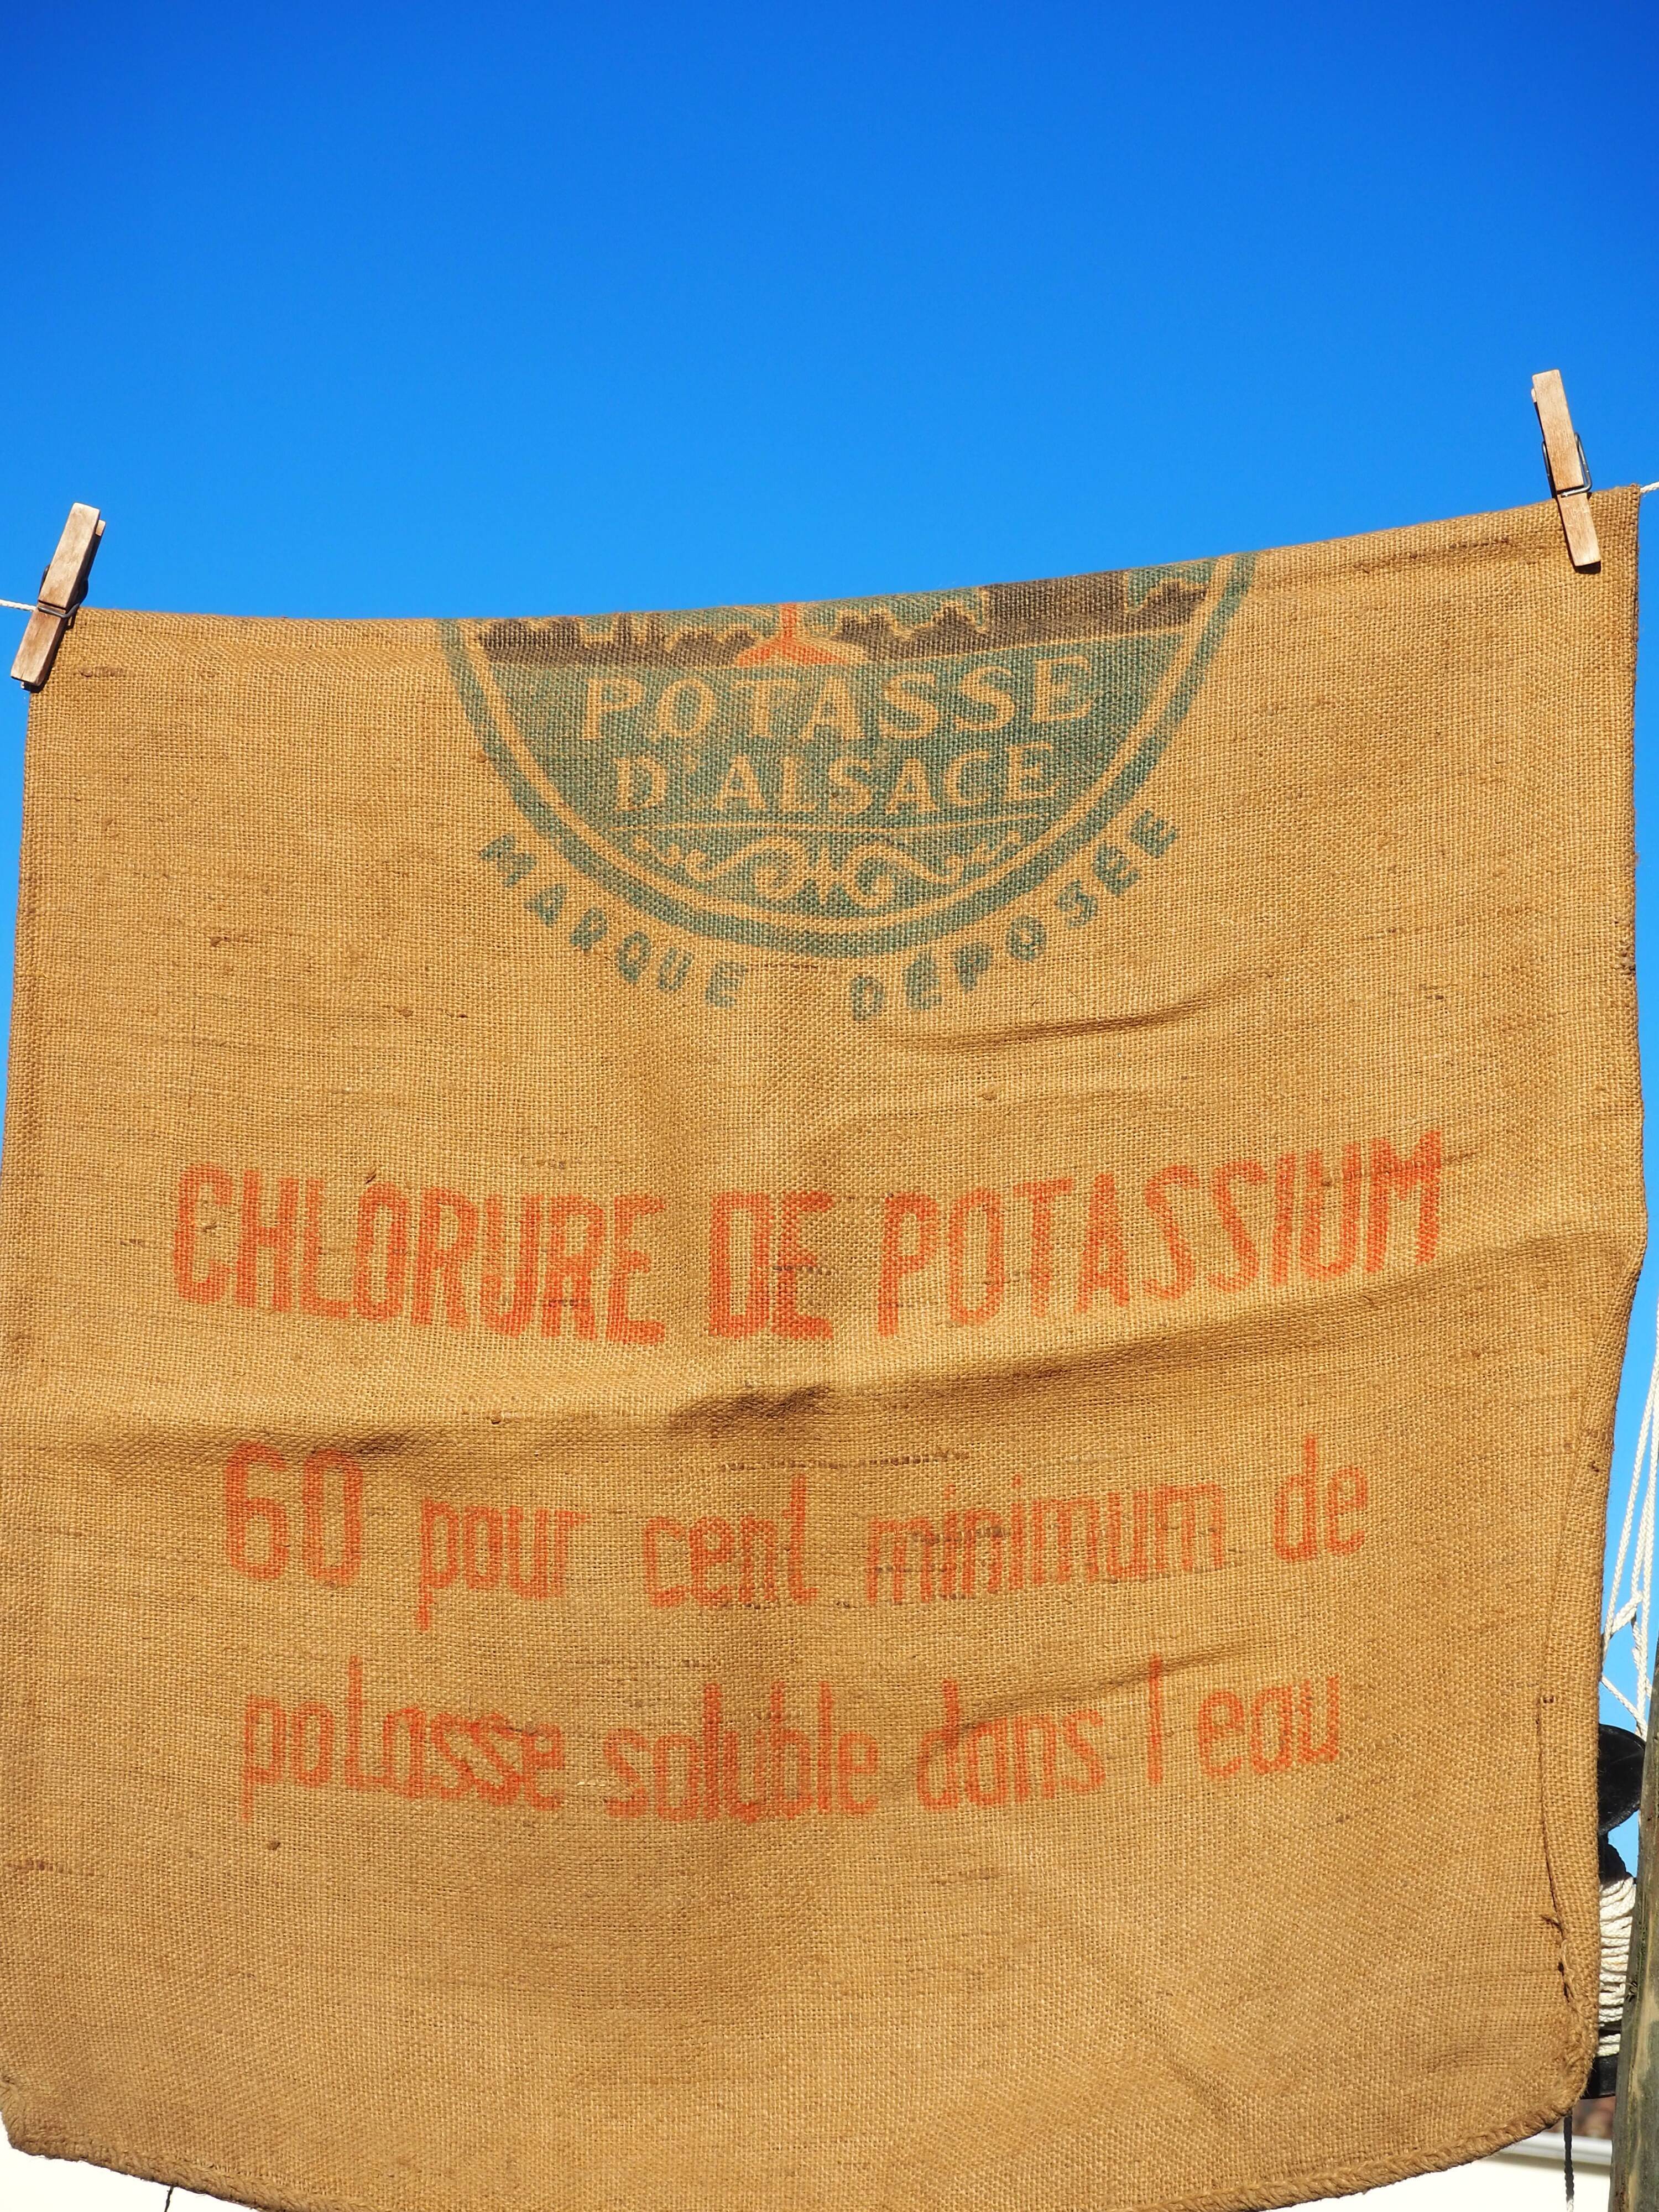 POTASSE
D'ALSACE
MARQUE DÉPOSÉE
CHLORURE DE POTASSIUM
60 pour cent minimum de
potasse soluble dans l'eau